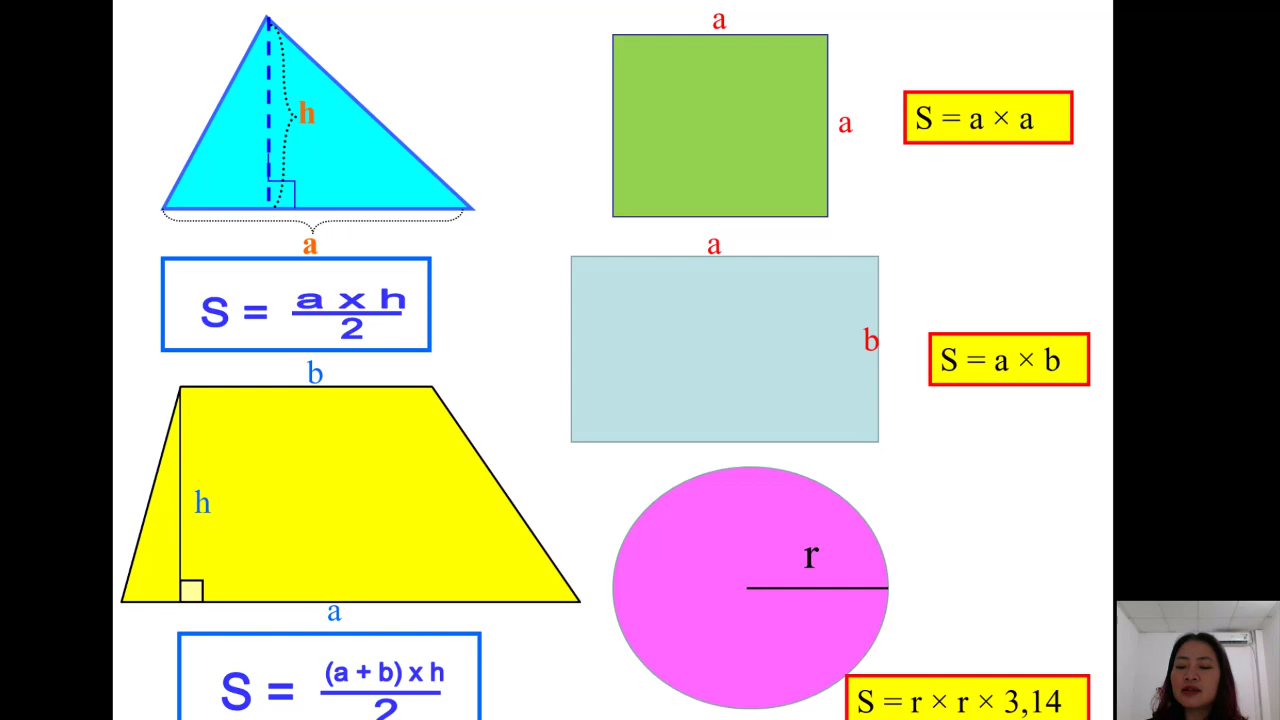 h
a
S = a x h
2
b
h
a
S = (a + b) x h
2
a
a
S = a × a
a
b
S = a × b
r
S = r × r × 3,14